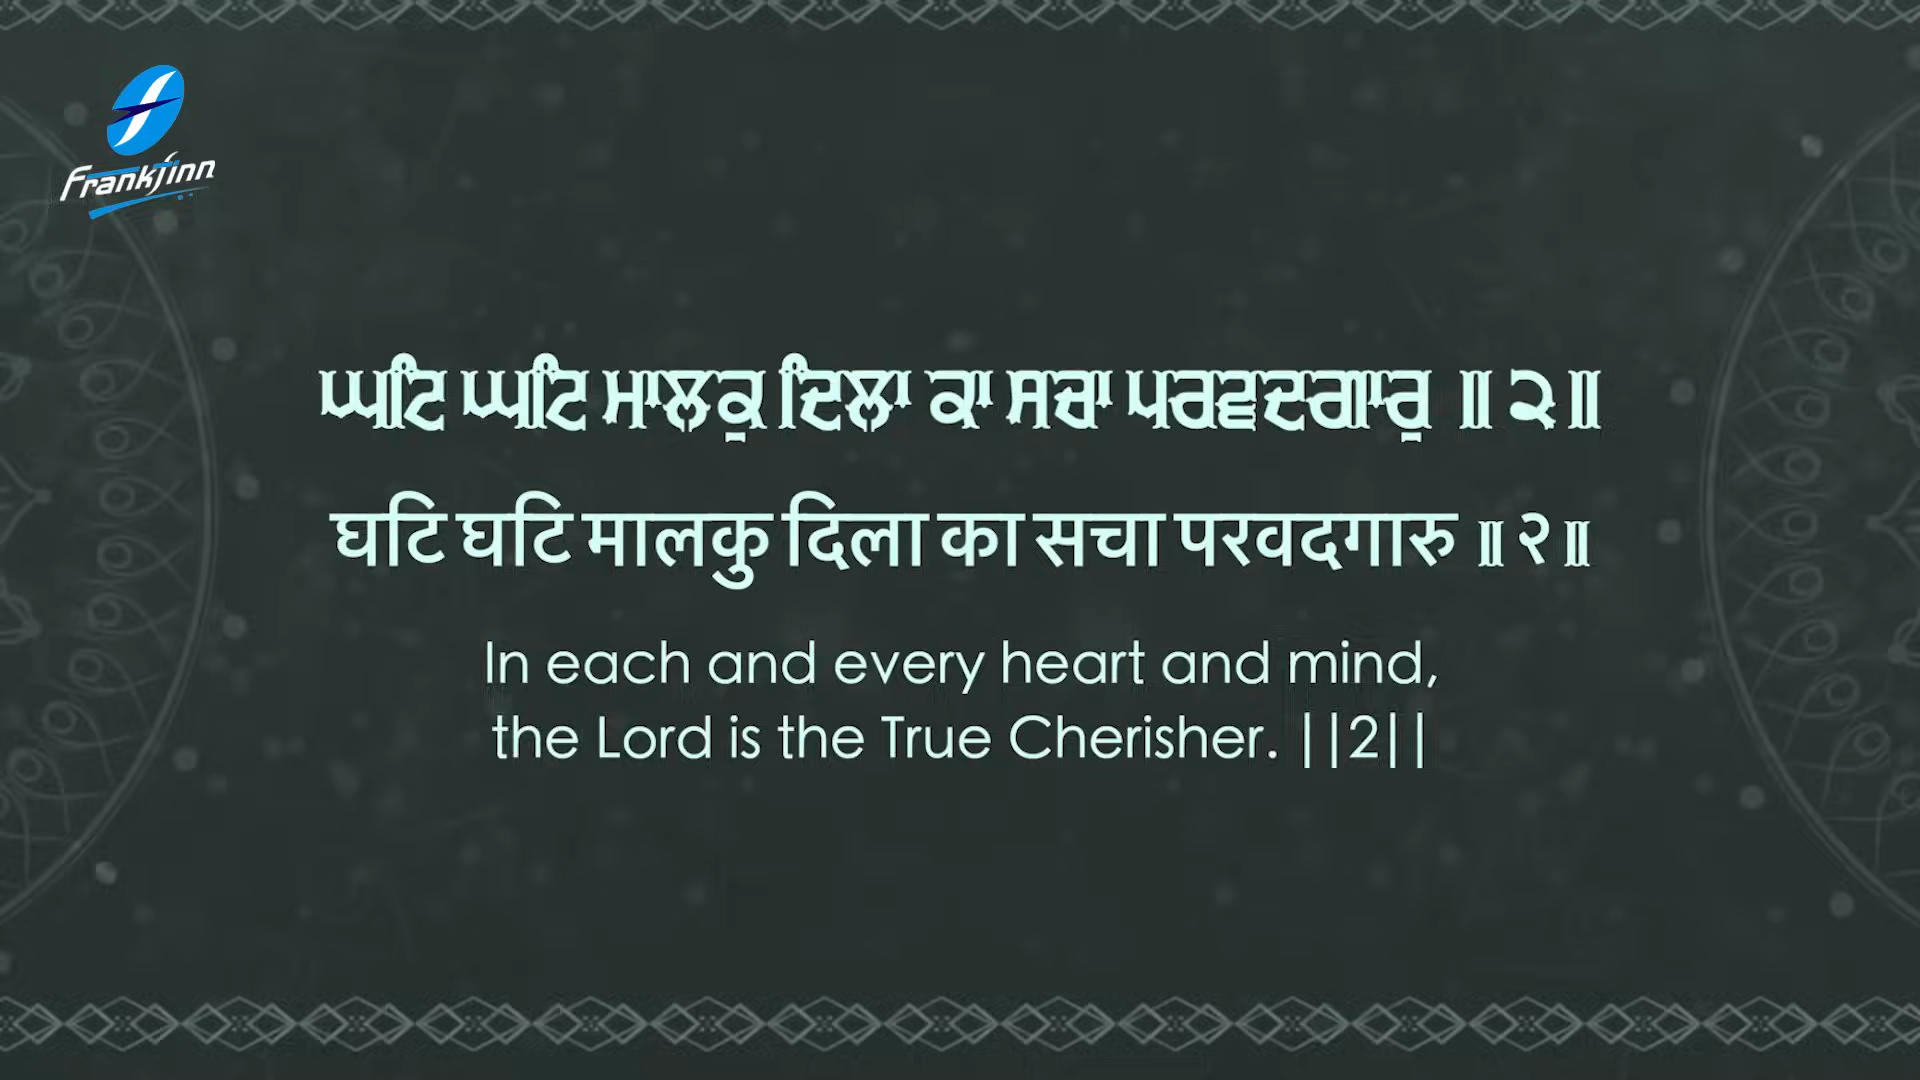 Frankfinn
ਘਟਿ ਘਟਿ ਮਾਲਕੁ ਦਿਲਾ ਕਾ ਸਚਾ ਪਰਵਦਗਾਰੁ ॥੨॥
घटि घटि मालकु दिला का सचा परवदगारु ॥२॥
In each and every heart and mind,
the Lord is the True Cherisher. ||2||